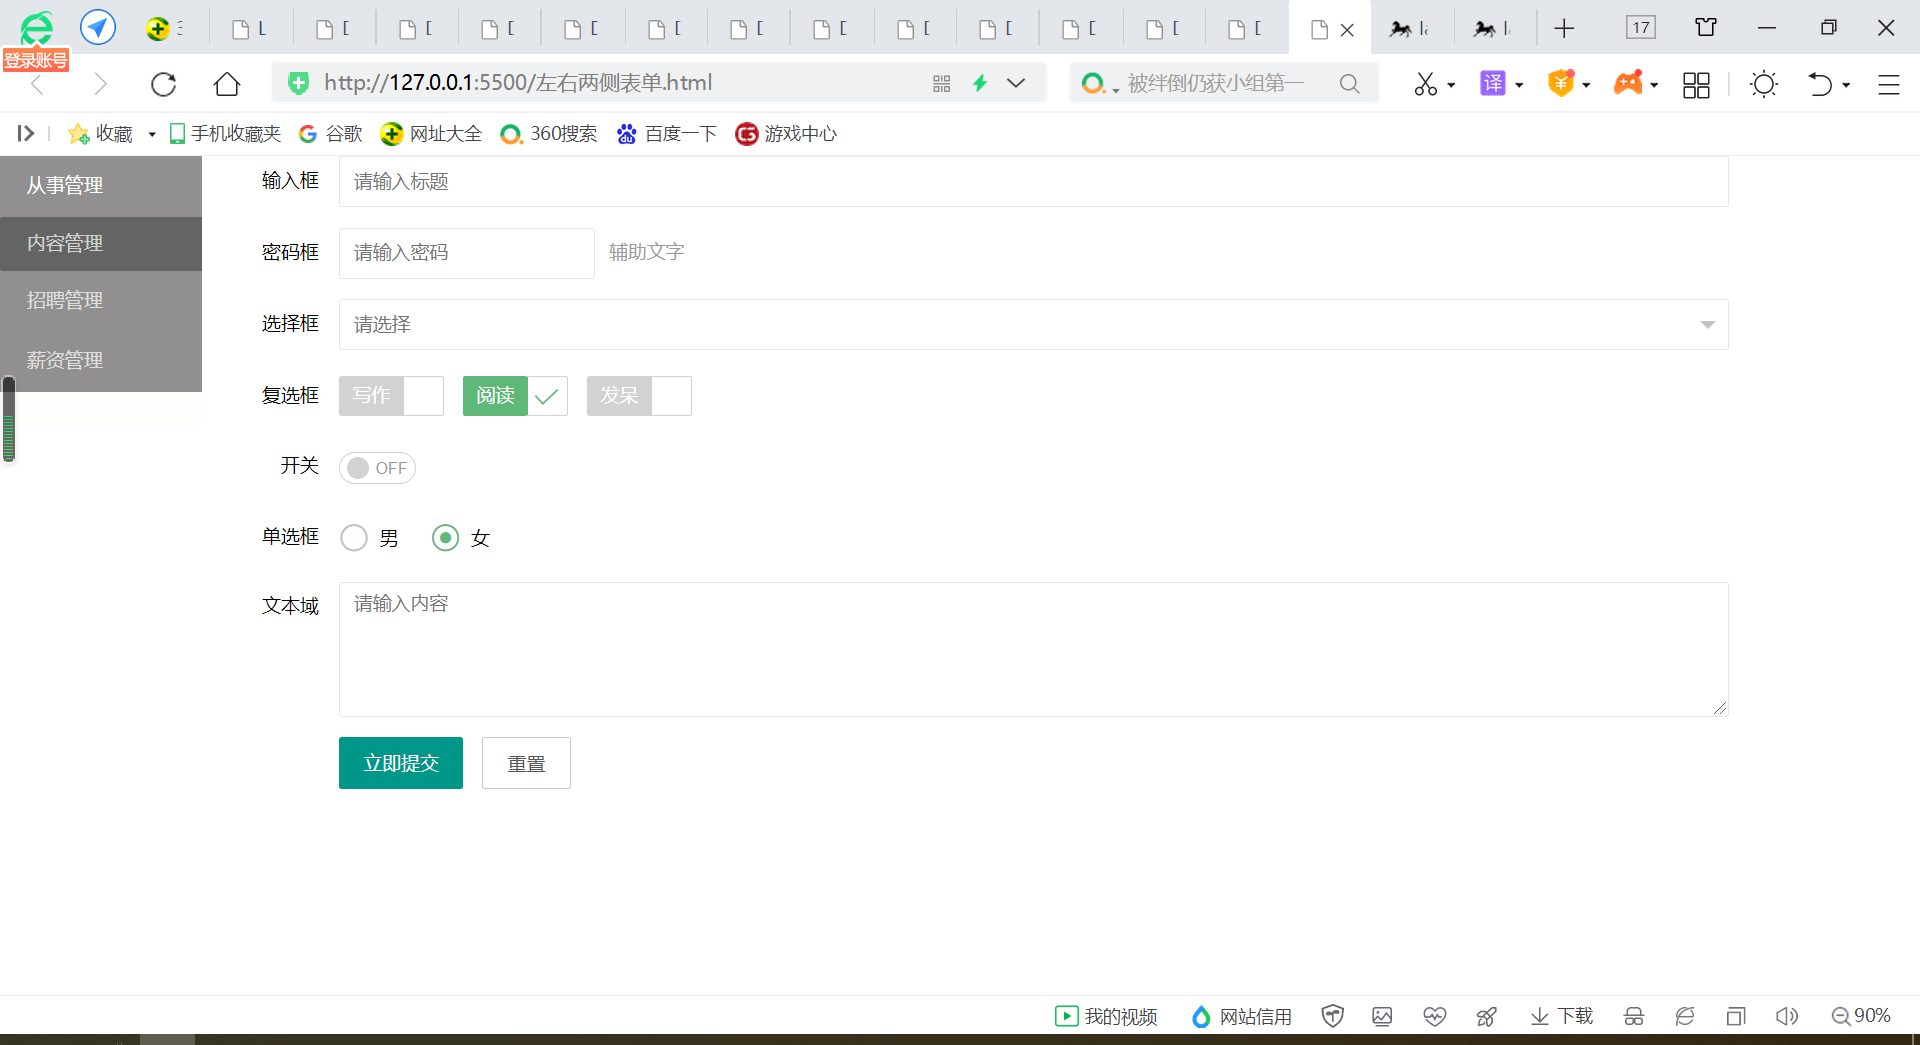 登录账号
17
http://127.0.0.1:5500/左右两侧表单.html
被绊倒仍获小组第一
译
收藏
手机收藏夹
谷歌
网址大全
360搜索
百度一下
游戏中心
从事管理
内容管理
招聘管理
薪资管理
输入框
请输入标题
密码框
请输入密码
辅助文字
选择框
请选择
复选框
写作
阅读
发呆
开关
OFF
单选框
男
女
文本域
请输入内容
立即提交
重置
我的视频
网站信用
下载
90%